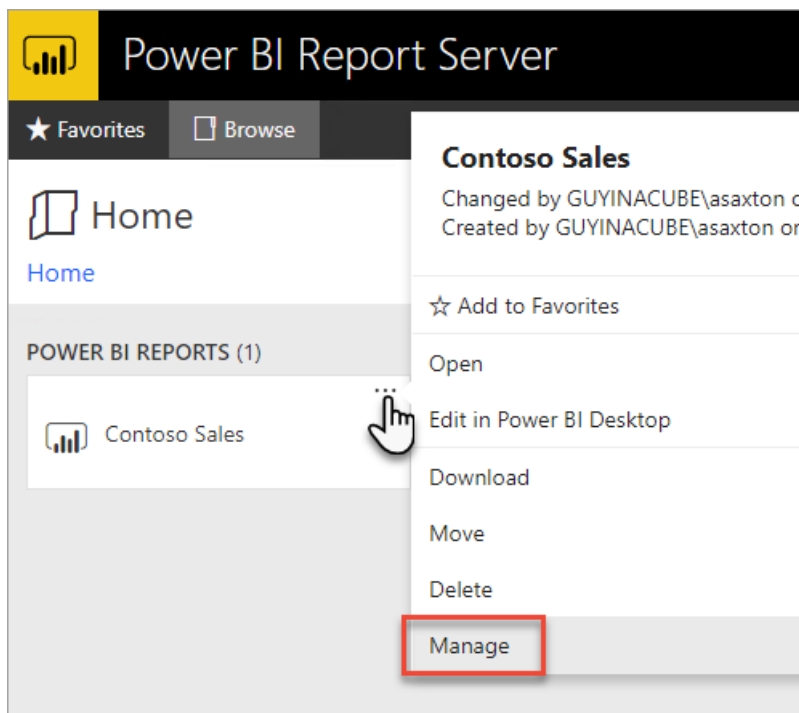 Power BI Report Server
Favorites
Browse
Contoso Sales
Changed by GUYINACUBE\asaxton
Created by GUYINACUBE\asaxton
Home
Home
Add to Favorites
POWER BI REPORTS (1)
Open
Contoso Sales
Edit in Power BI Desktop
Download
Move
Delete
Manage